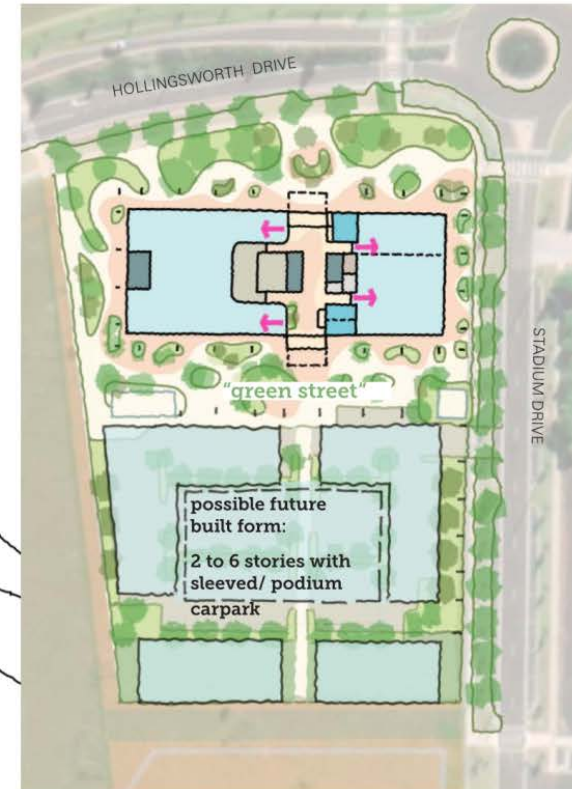 HOLLINGSWORTH DRIVE
STADIUM DRIVE
"green street"
possible future
built form:
2 to 6 stories with
sleeved/ podium
carpark